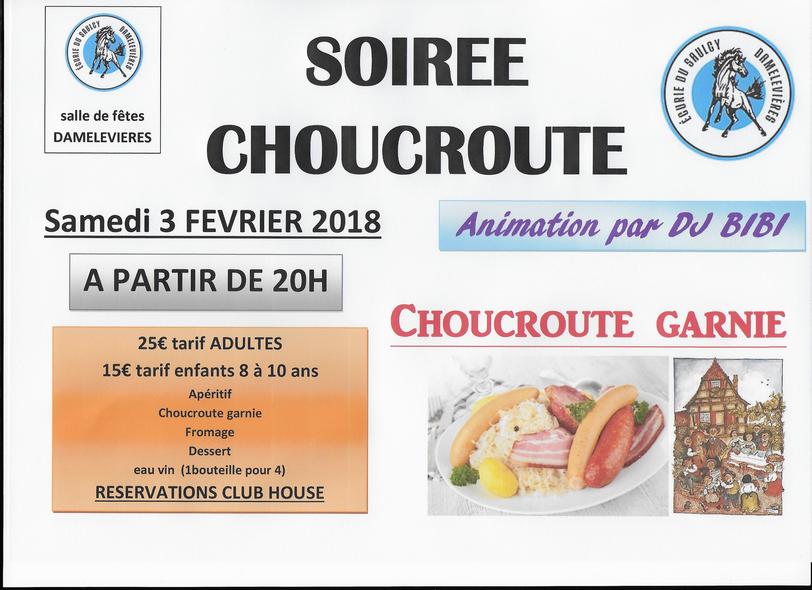 ÉCURIE DU SAULCY DAMELEVIÈRES
salle de fêtes
DAMELEVIERES
SOIREE
CHOUCROUTE
ÉCURIE DU SAULCY DAMELEVIÈRES
Samedi 3 FEVRIER 2018
Animation par DJ BIBI
A PARTIR DE 20H
25€ tarif ADULTES
15€ tarif enfants 8 à 10 ans
Apéritif
Choucroute garnie
Fromage
Dessert
eau vin (1bouteille pour 4)
RESERVATIONS CLUB HOUSE
CHOUCROUTE GARNIE